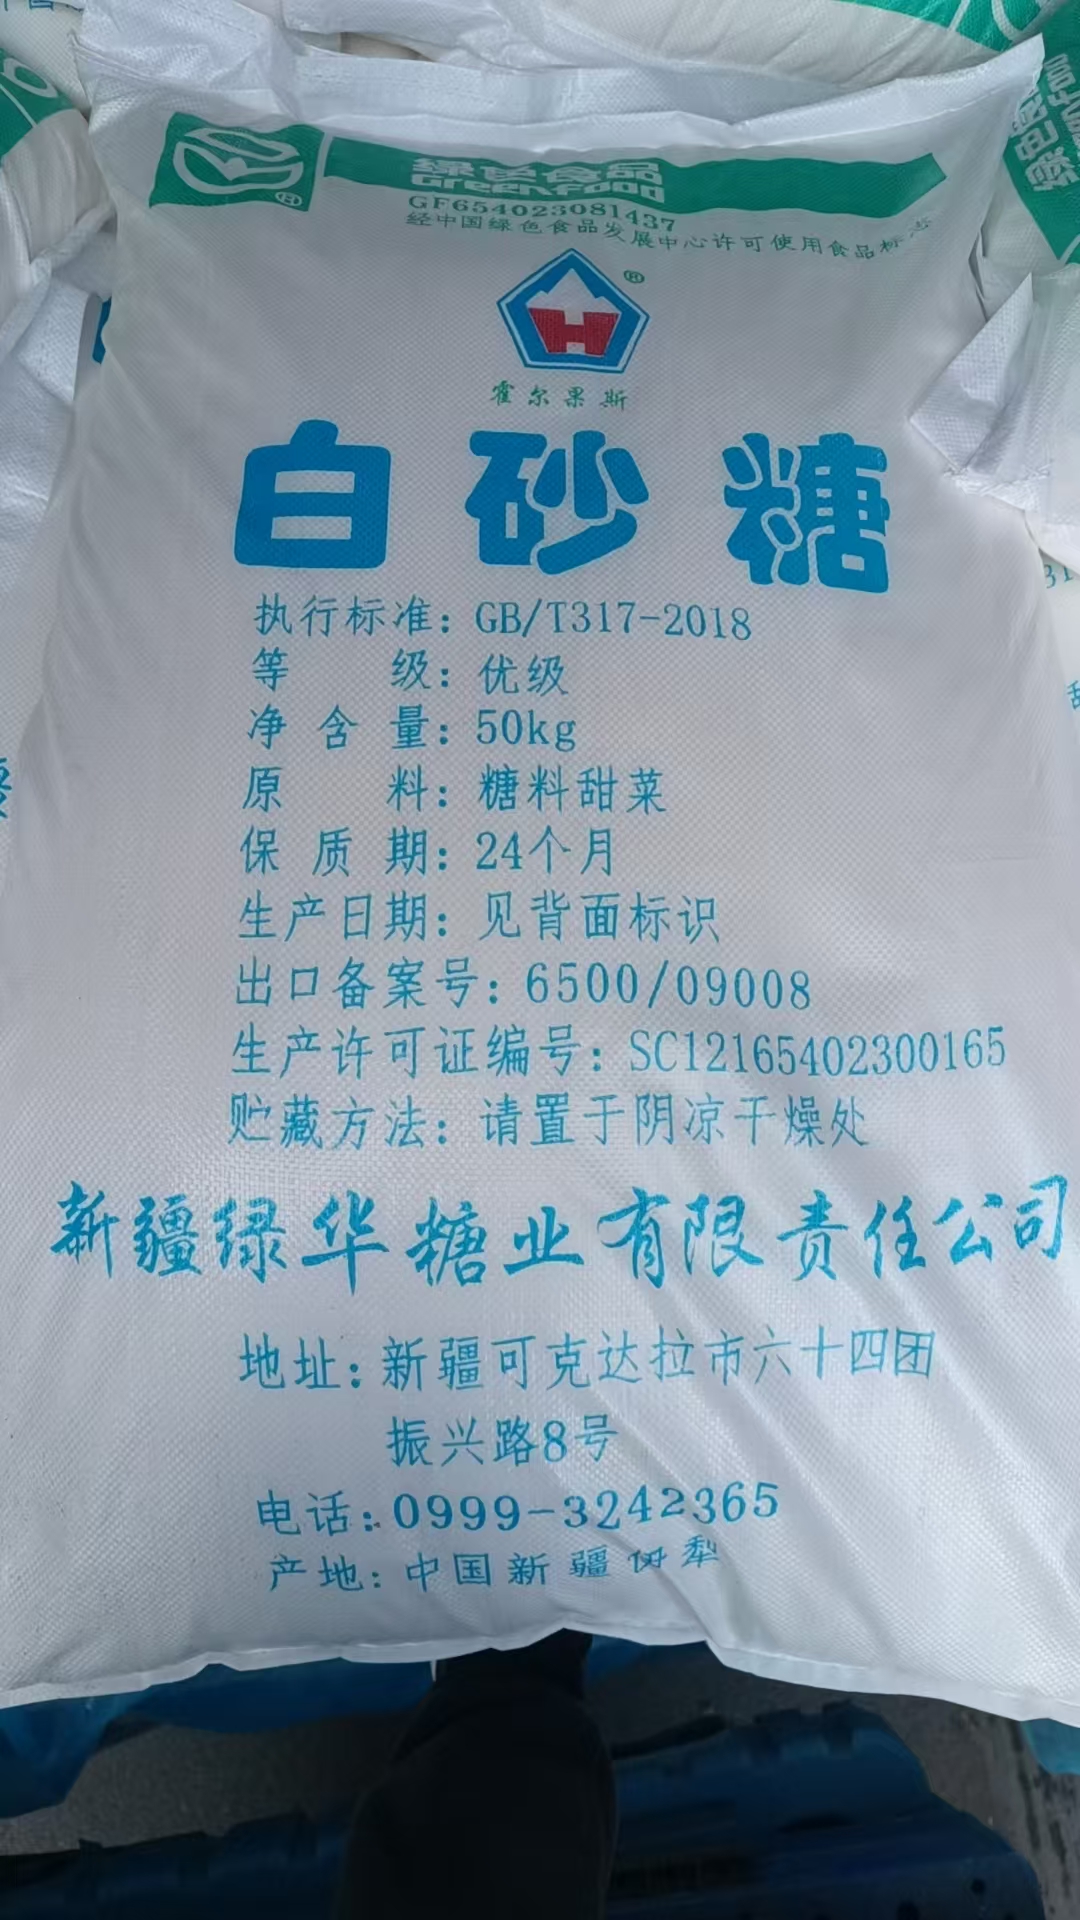 绿色食品
Green Food
GF654023081437
经中国绿色食品发展中心许可使用食品标志
霍尔果斯
白砂糖
执行标准：GB/T317-2018
等级：优级
净含量：50kg
原料：糖料甜菜
保质期：24个月
生产日期：见背面标识
出口备案号：6500/09008
生产许可证编号：SC12165402300165
贮藏方法：请置于阴凉干燥处
新疆绿华糖业有限责任公司
地址：新疆可克达拉市六十四团
振兴路8号
电话：0999-3242365
产地：中国新疆伊犁